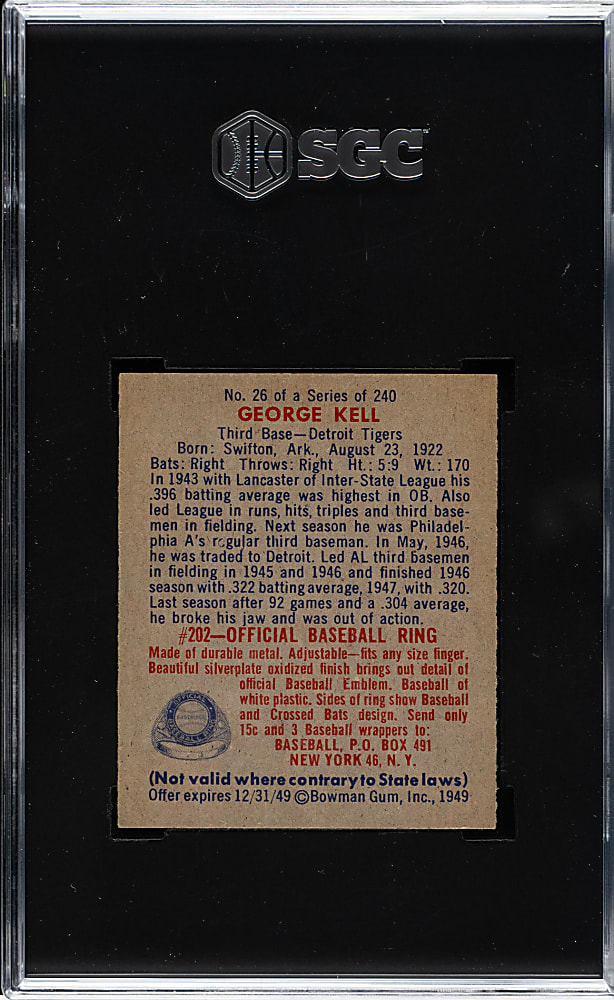 SGC
No. 26 of a Series of 240
GEORGE KELL
Third Base—Detroit Tigers
Born: Swifton, Ark., August 23, 1922
Bats: Right Throws: Right Ht.: 5:9 Wt.: 170
In 1943 with Lancaster of Inter-State League his
.396 batting average was highest in OB. Also
led League in runs, hits, triples and third base-
men in fielding. Next season he was Philadel-
phia A's regular third baseman. In May, 1946,
he was traded to Detroit. Led AL third basemen
in fielding in 1945 and 1946 and finished 1946
season with .322 batting average, 1947, with .320.
Last season after 92 games and a .304 average,
he broke his jaw and was out of action.
#202—OFFICIAL BASEBALL RING
Made of durable metal. Adjustable—fits any size finger.
Beautiful silverplate oxidized finish brings out detail of
official Baseball Emblem. Baseball of
white plastic. Sides of ring show Baseball
and Crossed Bats design. Send only
15c and 3 Baseball wrappers to:
BASEBALL, P.O. BOX 491
NEW YORK 46, N. Y.
OFFICIAL
BASEBALL RING
(Not valid where contrary to State laws)
Offer expires 12/31/49 ©Bowman Gum, Inc., 1949